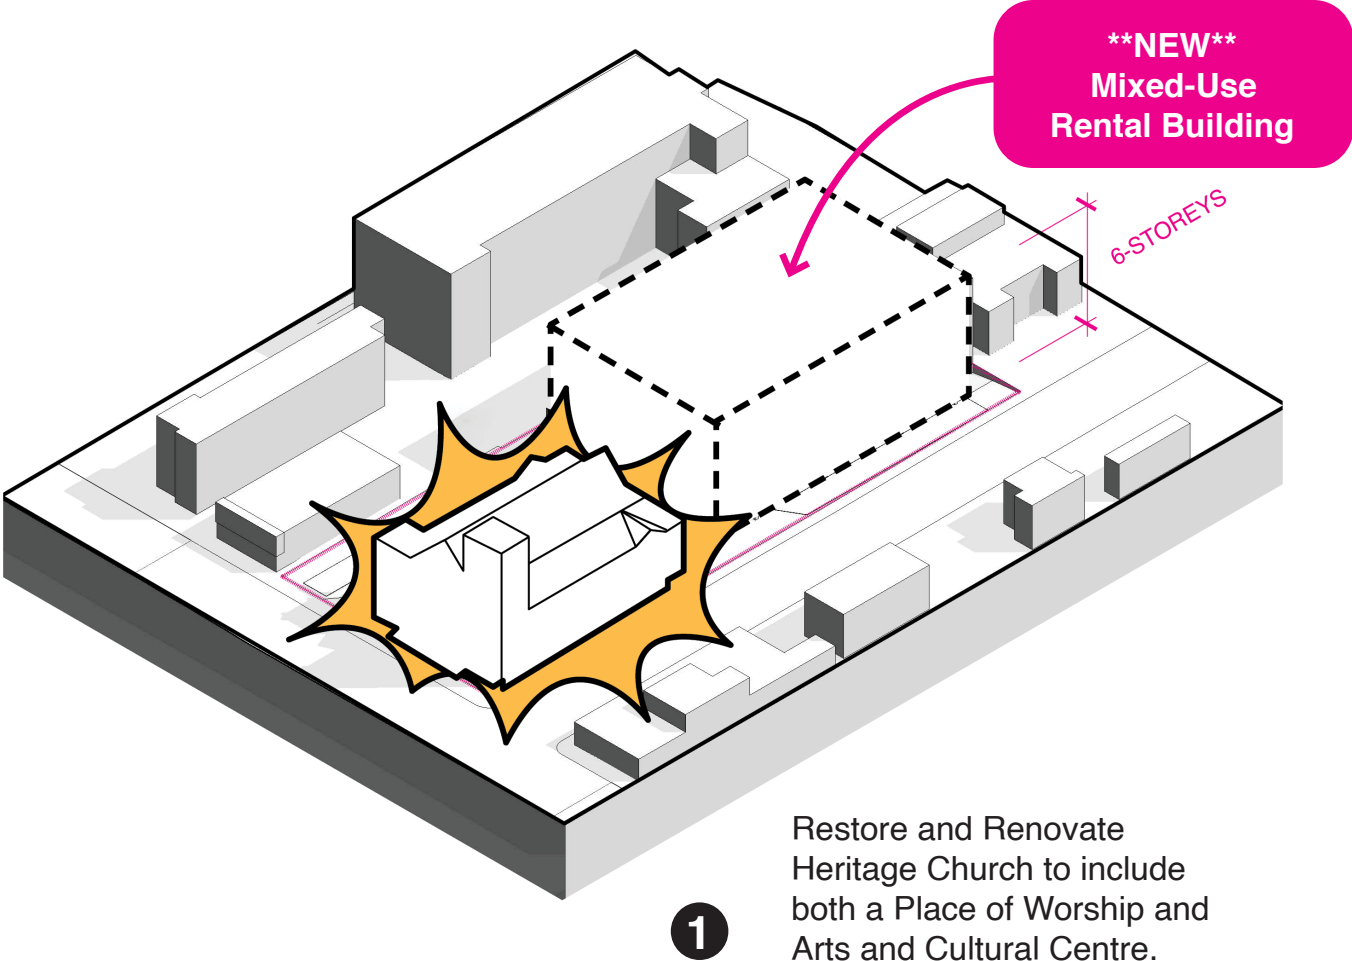 **NEW**
Mixed-Use
Rental Building
6-STOREYS
Restore and Renovate
Heritage Church to include
both a Place of Worship and
1
Arts and Cultural Centre.